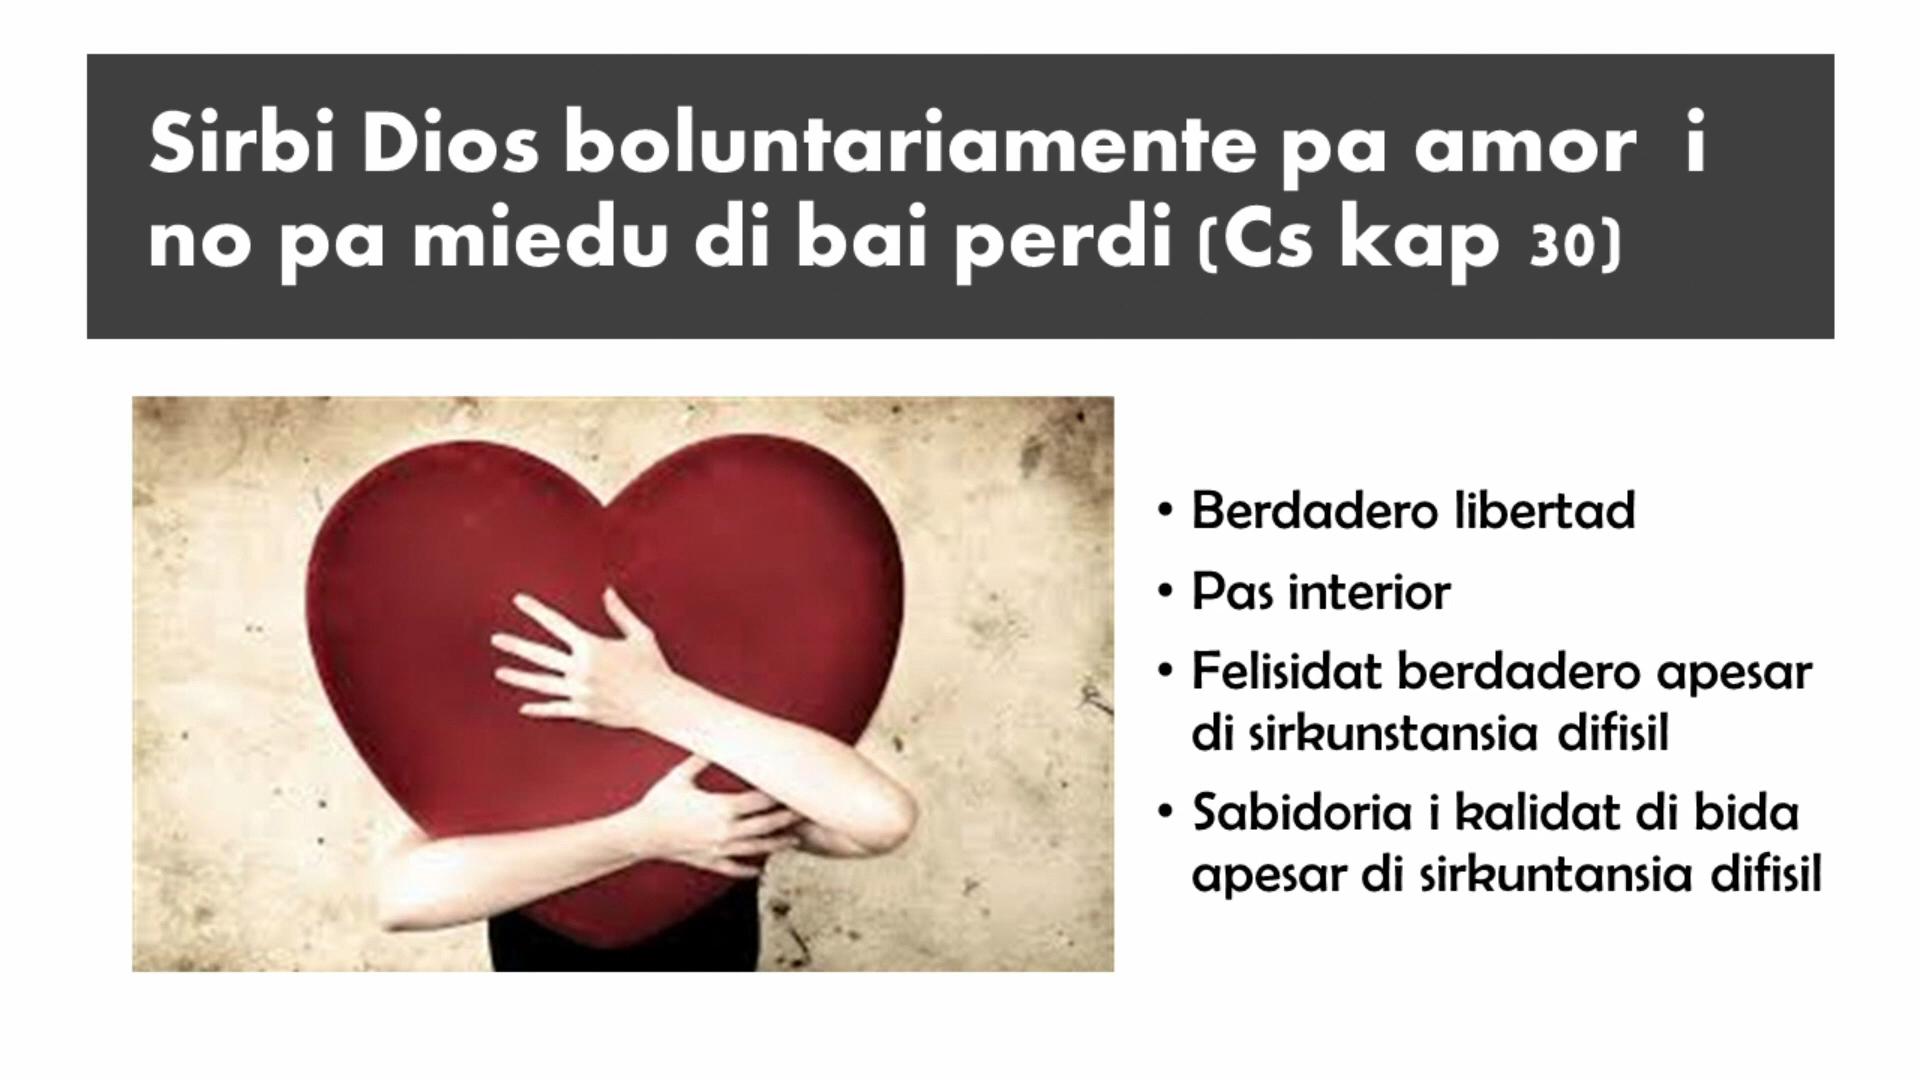 Sirbi Dios boluntariamente pa amor  i
no pa miedu di bai perdi (Cs kap 30)
• Berdadero libertad
• Pas interior
• Felisidat berdadero apesar
di sirkunstansia difisil
• Sabidoria i kalidat di bida
apesar di sirkuntansia difisil